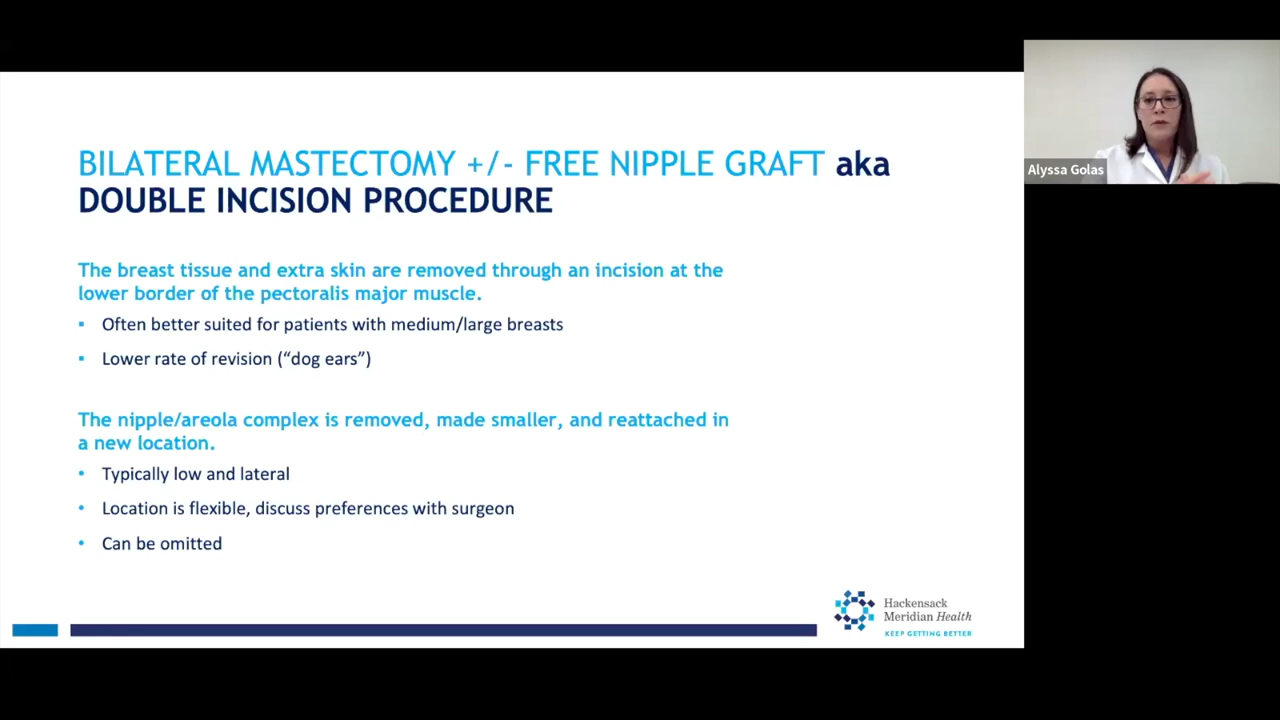 BILATERAL MASTECTOMY +/- FREE NIPPLE GRAFT aka
DOUBLE INCISION PROCEDURE
The breast tissue and extra skin are removed through an incision at the
lower border of the pectoralis major muscle.
▪ Often better suited for patients with medium/large breasts
▪ Lower rate of revision (“dog ears”)
The nipple/areola complex is removed, made smaller, and reattached in
a new location.
• Typically low and lateral
• Location is flexible, discuss preferences with surgeon
• Can be omitted
Hackensack
Meridian Health
KEEP GETTING BETTER
Alyssa Golas